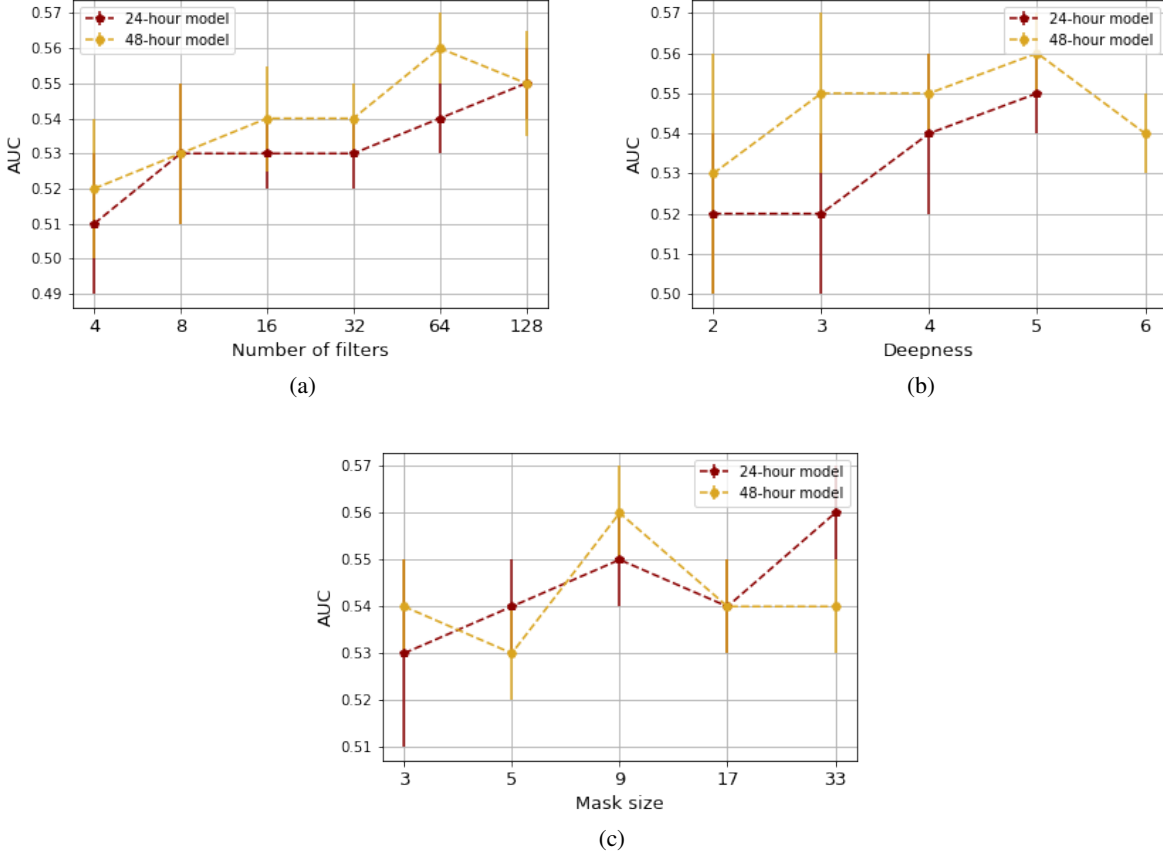 0.57
0.56
0.55
0.54
0.53
0.52
0.51
0.50
0.49
AUC
24-hour model
48-hour model
4 8 16 32 64 128
Number of filters
(a)
0.57
0.56
0.55
0.54
0.53
0.52
0.51
0.50
AUC
24-hour model
48-hour model
2 3 4 5 6
Deepness
(b)
0.57
0.56
0.55
0.54
0.53
0.52
0.51
AUC
24-hour model
48-hour model
3 5 9 17 33
Mask size
(c)